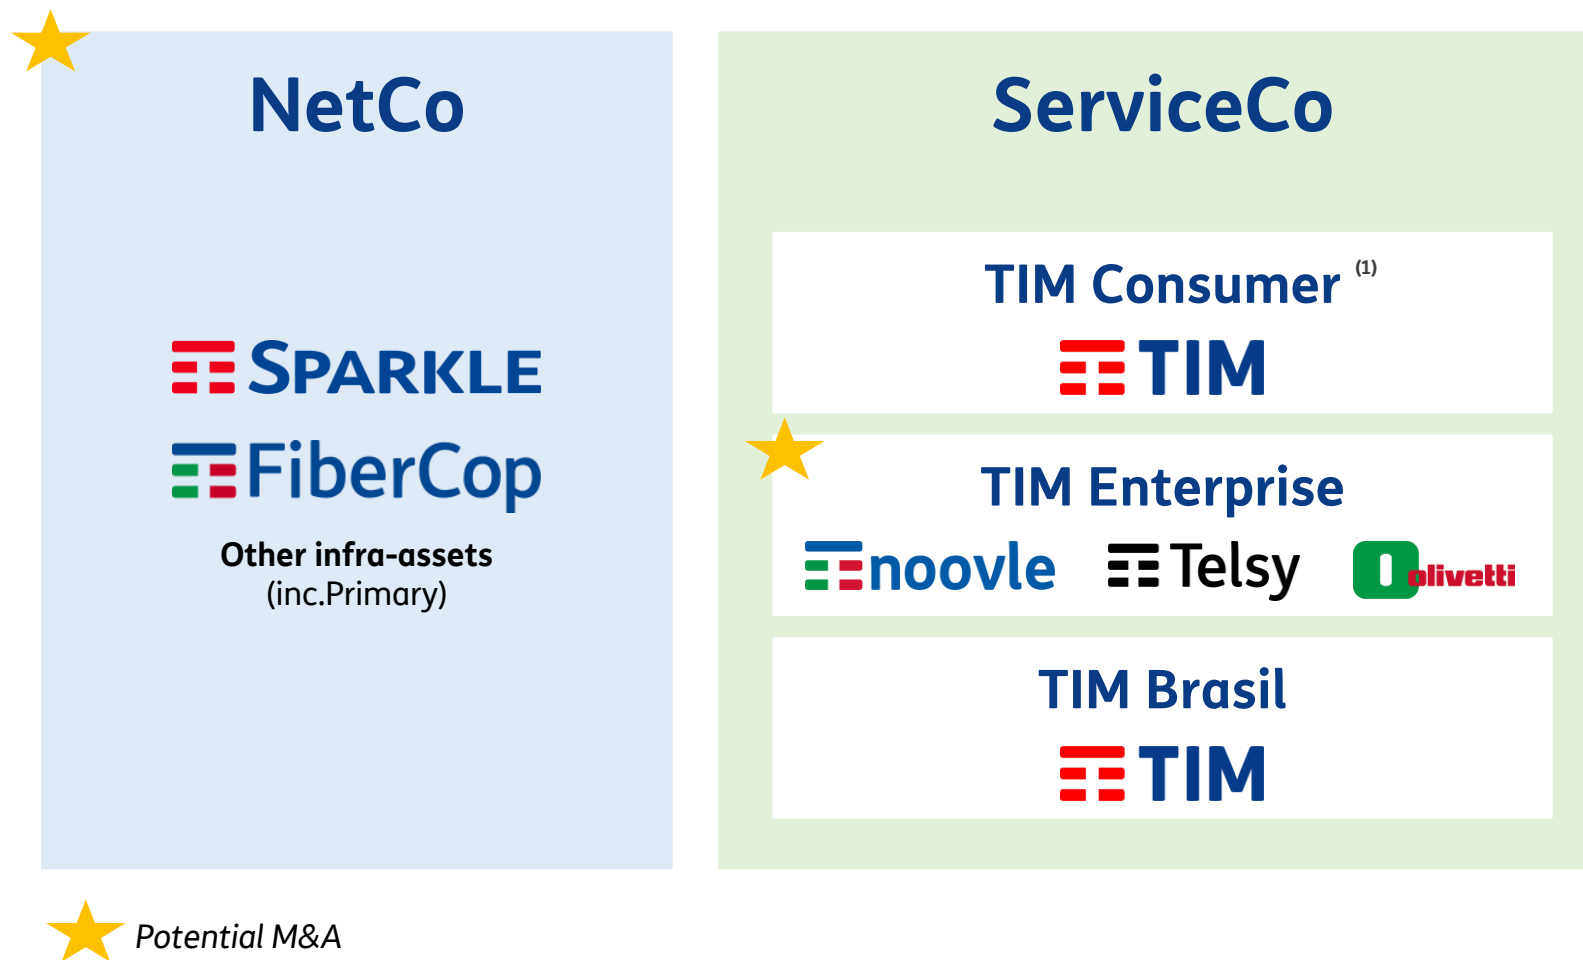 NetCo
SPARKLE
FiberCop
Other infra-assets
(inc.Primary)
ServiceCo
TIM Consumer (1)
TIM
TIM Enterprise
noovle Telsy olivetti
TIM Brasil
TIM
Potential M&A